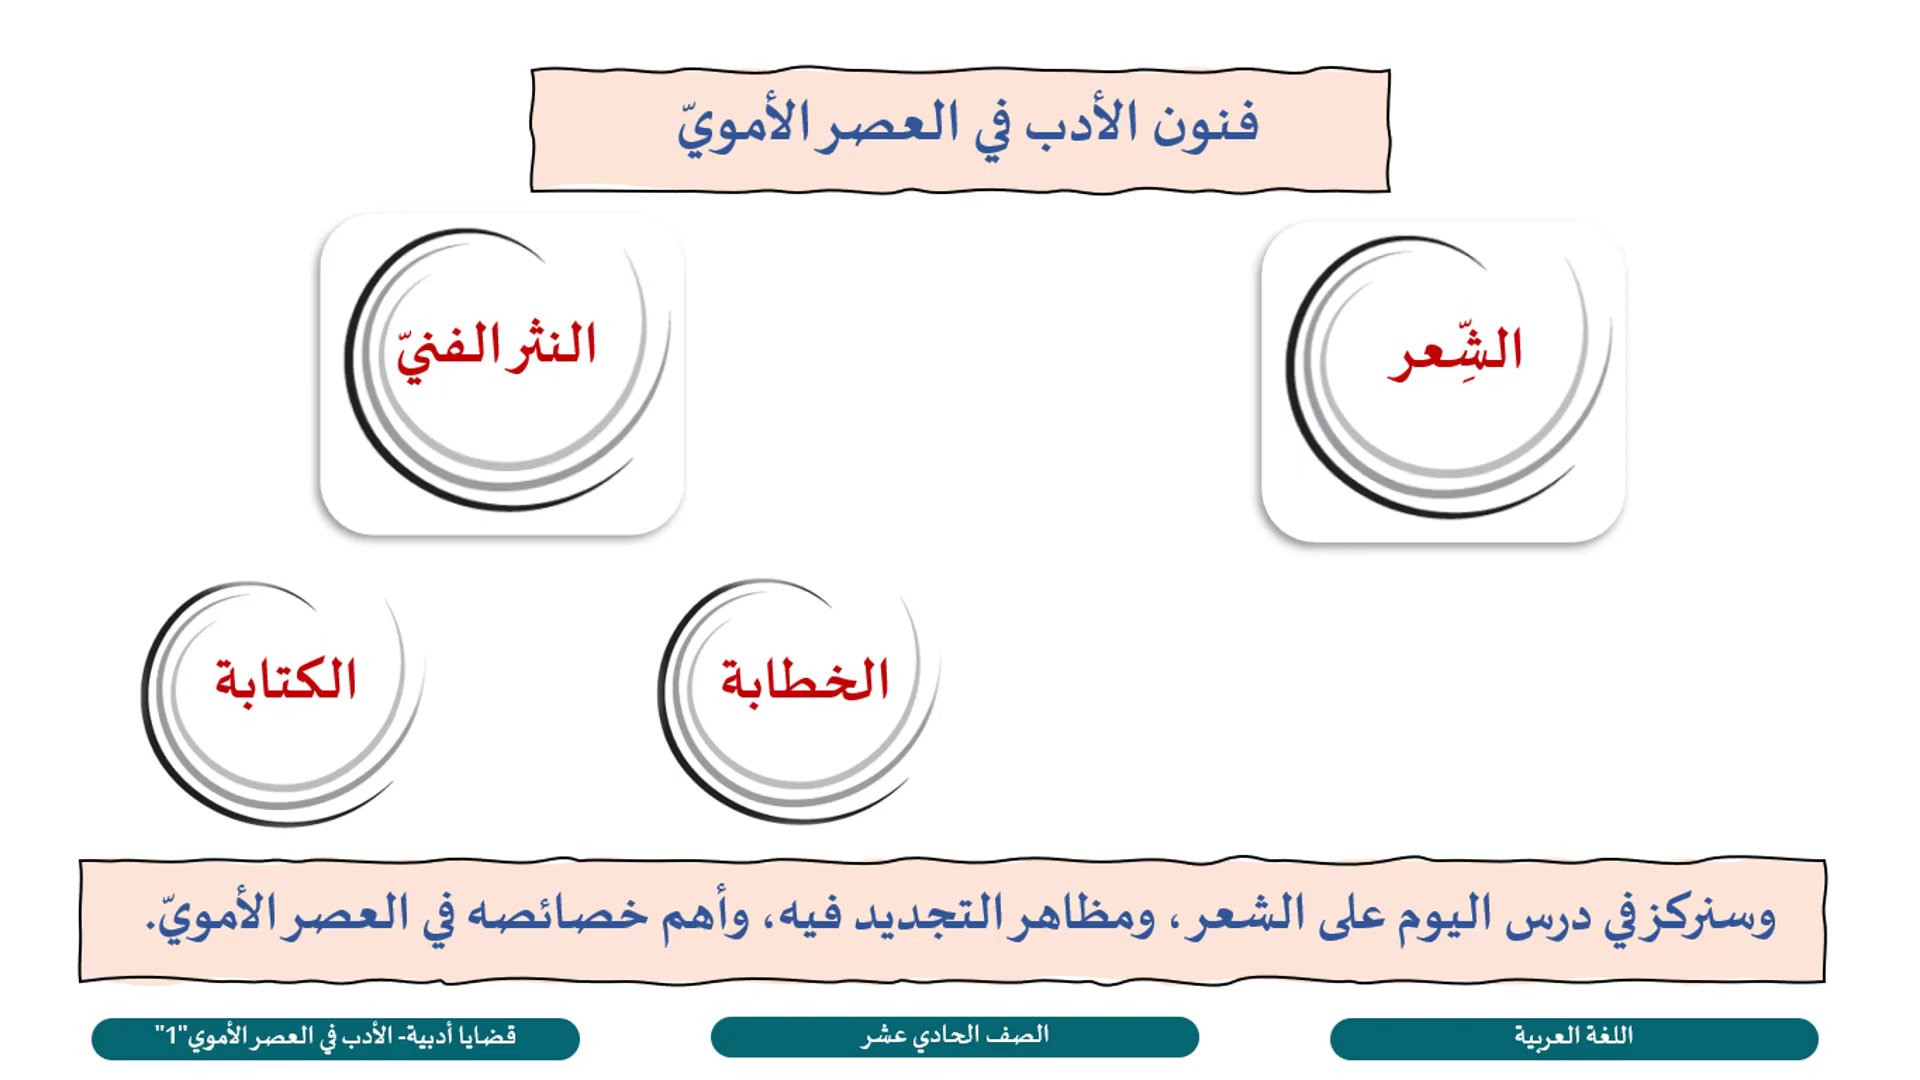 فنون الأدب في العصر الأمويّ
الشِّعر
النثر الفنيّ
الخطابة
الكتابة
وسنركز في درس اليوم على الشعر، ومظاهر التجديد فيه، وأهم خصائصه في العصر الأمويّ.
اللغة العربية
الصف الحادي عشر
قضايا أدبية- الأدب في العصر الأموي"1"